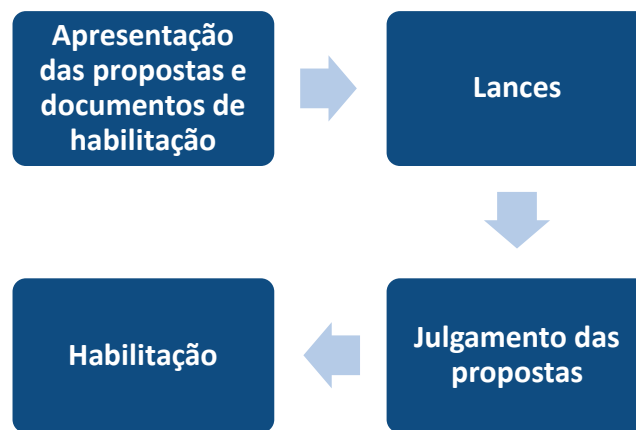 Apresentação
das propostas e
documentos de
habilitação
Lances
Julgamento das
propostas
Habilitação